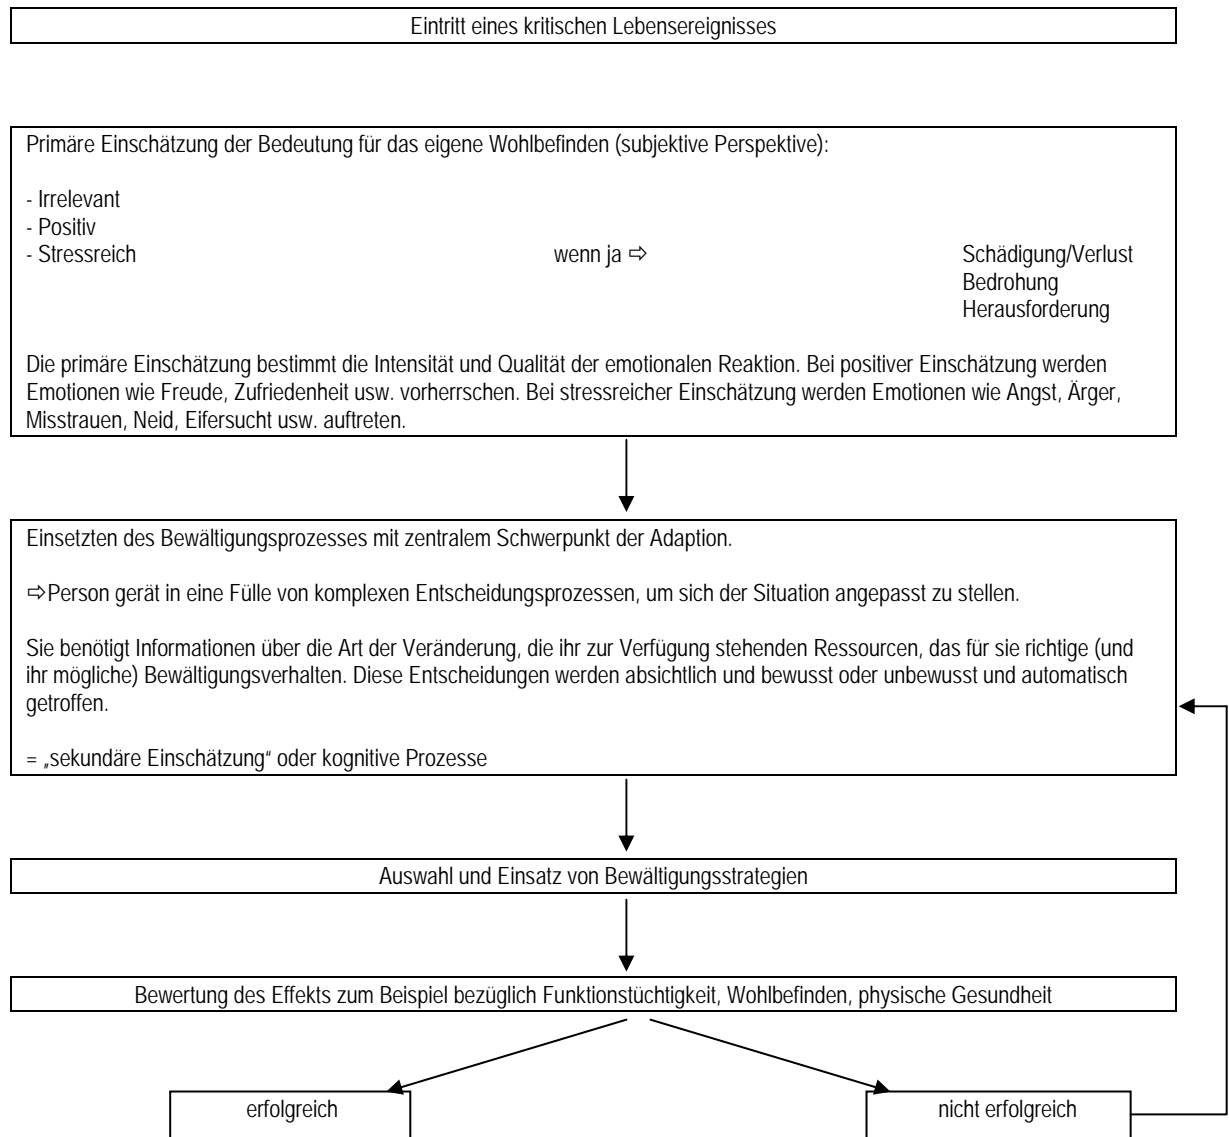 Eintritt eines kritischen Lebensereignisses
Primäre Einschätzung der Bedeutung für das eigene Wohlbefinden (subjektive Perspektive):
- Irrelevant
- Positiv
- Stressreich wenn ja ⇨ Schädigung/Verlust
Bedrohung
Herausforderung
Die primäre Einschätzung bestimmt die Intensität und Qualität der emotionalen Reaktion. Bei positiver Einschätzung werden
Emotionen wie Freude, Zufriedenheit usw. vorherrschen. Bei stressreicher Einschätzung werden Emotionen wie Angst, Ärger,
Misstrauen, Neid, Eifersucht usw. auftreten.
Einsetzten des Bewältigungsprozesses mit zentralem Schwerpunkt der Adaption.
⇨Person gerät in eine Fülle von komplexen Entscheidungsprozessen, um sich der Situation angepasst zu stellen.
Sie benötigt Informationen über die Art der Veränderung, die ihr zur Verfügung stehenden Ressourcen, das für sie richtige (und
ihr mögliche) Bewältigungsverhalten. Diese Entscheidungen werden absichtlich und bewusst oder unbewusst und automatisch
getroffen.
= „sekundäre Einschätzung“ oder kognitive Prozesse
Auswahl und Einsatz von Bewältigungsstrategien
Bewertung des Effekts zum Beispiel bezüglich Funktionstüchtigkeit, Wohlbefinden, physische Gesundheit
erfolgreich
nicht erfolgreich